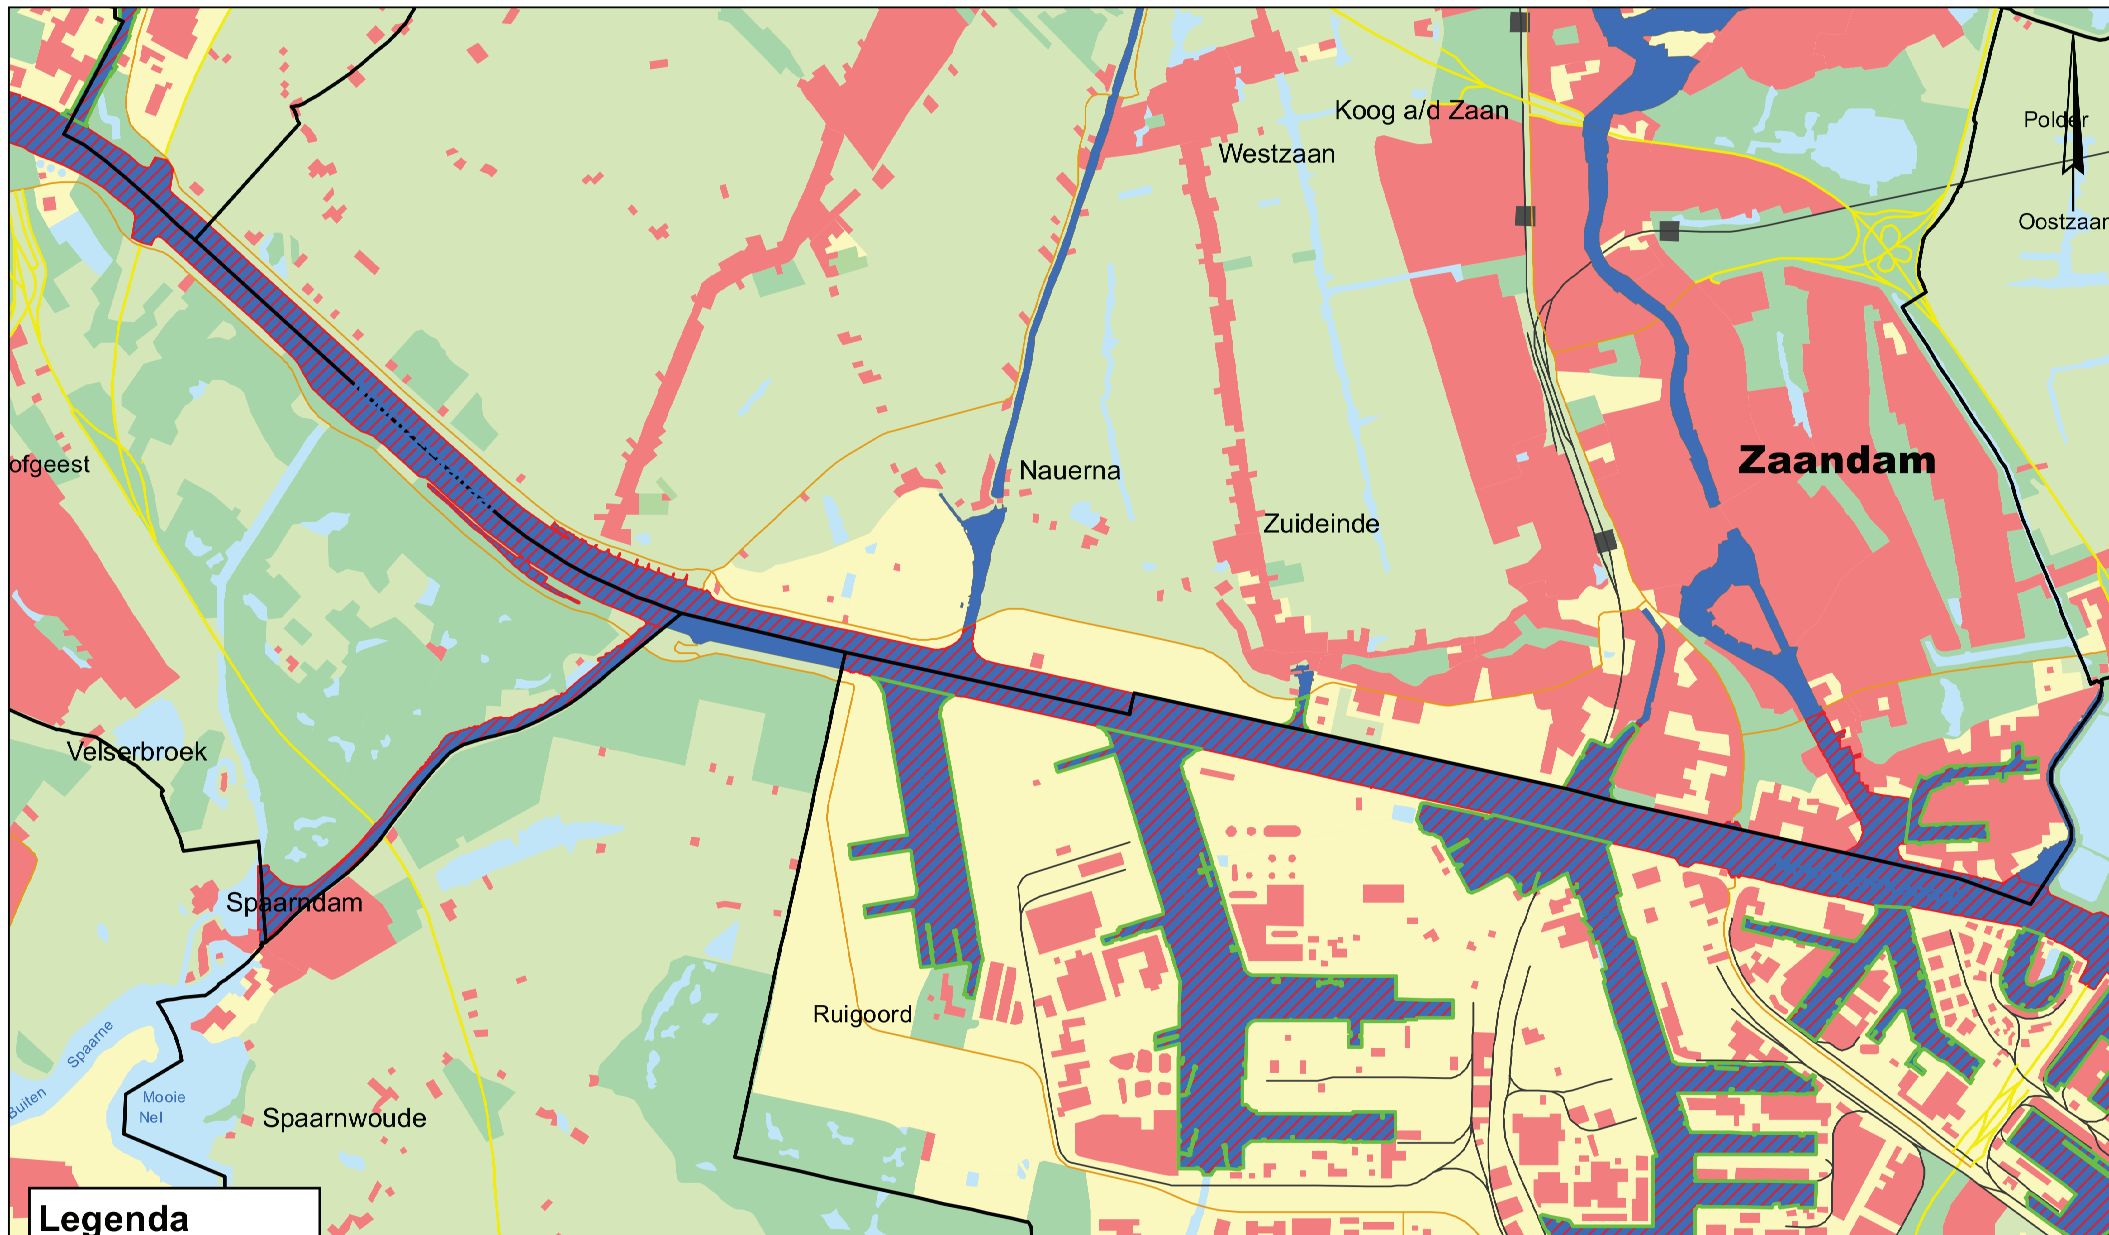 Koog a/d Zaan
Polder
Westzaan
Oostzaan
ofgeest
Nauerna
Zaandam
Zuideinde
Velserbroek
Spaarndam
Ruigoord
Buiten Spaarne
Mooie
Nel
Spaarnwoude
Legenda